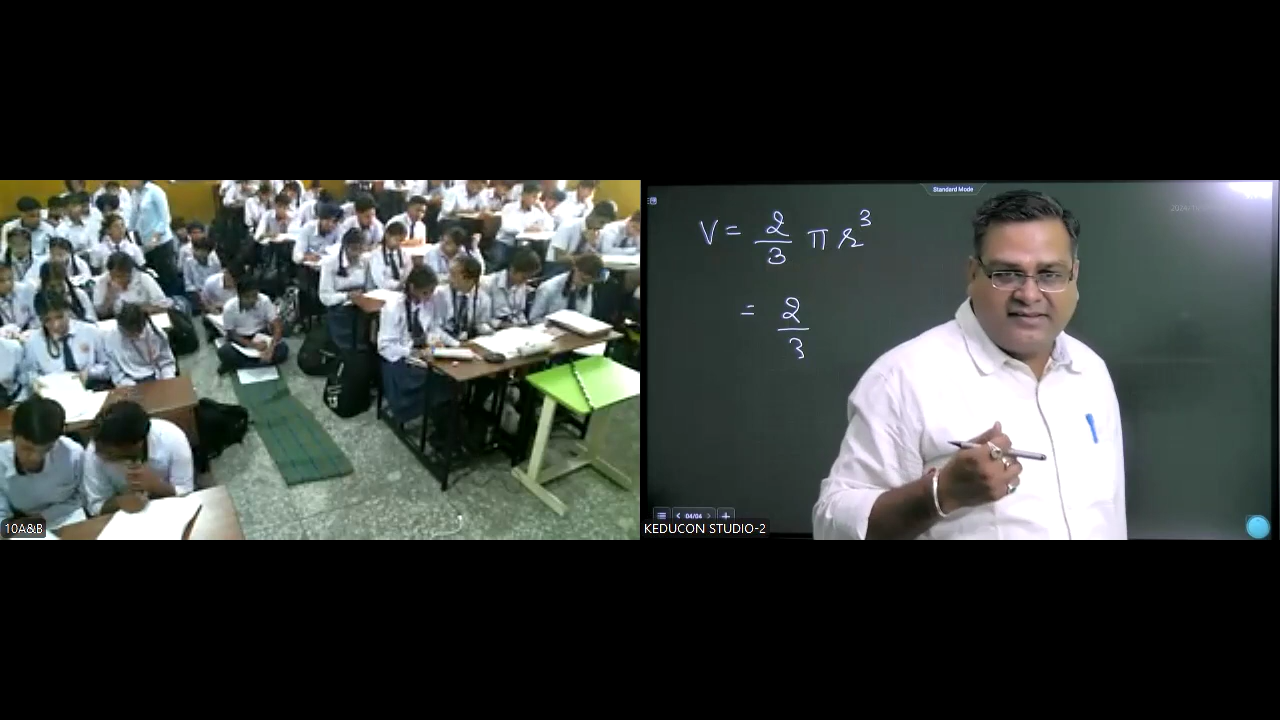 Standard Mode
V = 2/3 π r³
= 2/3
04/04
10A&B
KEDUCON STUDIO-2